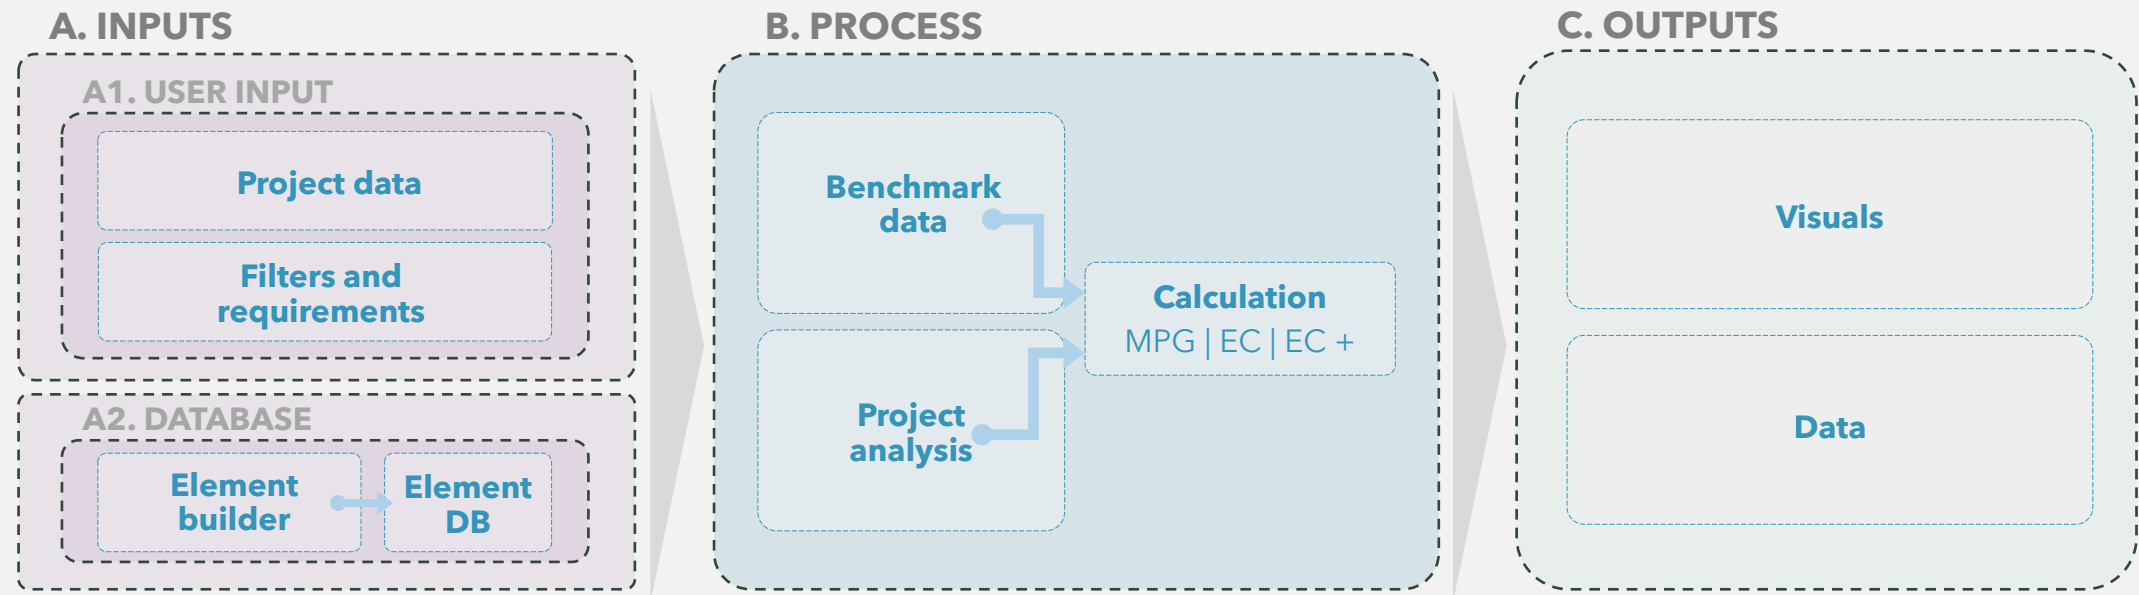 A. INPUTS
A1. USER INPUT
Project data
Filters and
requirements
A2. DATABASE
Element
builder
Element
DB
B. PROCESS
Benchmark
data
Project
analysis
Calculation
MPG | EC | EC +
C. OUTPUTS
Visuals
Data